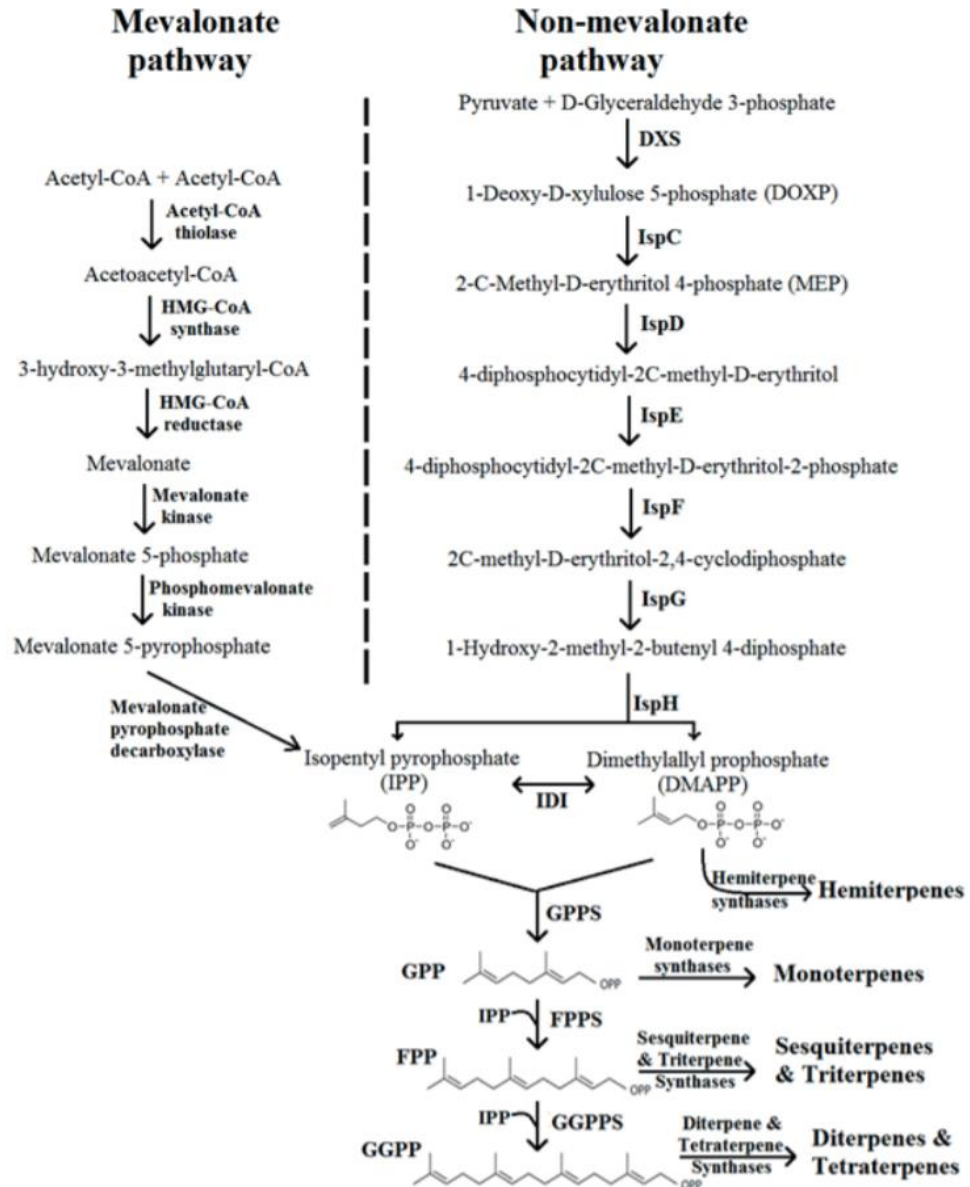 Mevalonate
pathway
Acetyl-CoA + Acetyl-CoA
Acetyl-CoA
thiolase
Acetoacetyl-CoA
HMG-CoA
synthase
3-hydroxy-3-methylglutaryl-CoA
HMG-CoA
reductase
Mevalonate
Mevalonate
kinase
Mevalonate 5-phosphate
Phosphomevalonate
kinase
Mevalonate 5-pyrophosphate
Mevalonate
pyrophosphate
decarboxylase
Non-mevalonate
pathway
Pyruvate + D-Glyceraldehyde 3-phosphate
DXS
1-Deoxy-D-xylulose 5-phosphate (DOXP)
IspC
2-C-Methyl-D-erythritol 4-phosphate (MEP)
IspD
4-diphosphocytidyl-2C-methyl-D-erythritol
IspE
4-diphosphocytidyl-2C-methyl-D-erythritol-2-phosphate
IspF
2C-methyl-D-erythritol-2,4-cyclodiphosphate
IspG
1-Hydroxy-2-methyl-2-butenyl 4-diphosphate
IspH
Isopentyl pyrophosphate
(IPP)
IDI
Dimethylallyl prophosphate
(DMAPP)
O O
O-P-O-P-O-
O- O-
O O
O-P-O-P-O-
O- O-
Hemiterpene
synthases
Hemiterpenes
GPPS
GPP
OPP
Monoterpene
synthases
Monoterpenes
IPP
FPPS
FPP
OPP
Sesquiterpene
& Triterpene
Synthases
Sesquiterpenes
& Triterpenes
IPP
GGPPS
GGPP
OPP
Diterpene &
Tetraterpene
Synthases
Diterpenes &
Tetraterpenes